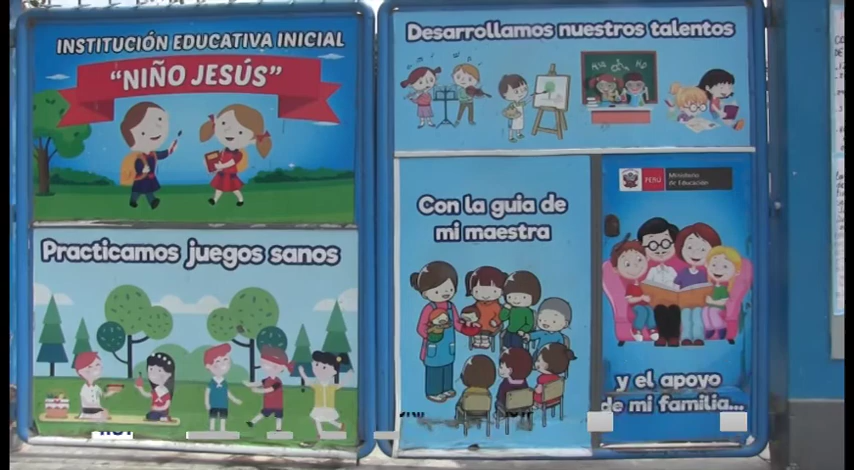 INSTITUCIÓN EDUCATIVA INICIAL
“NIÑO JESÚS”
Practicamos juegos sanos
Desarrollamos nuestros talentos
Con la guia de
mi maestra
PERÚ
Ministerio
de Educación
y el apoyo
de mi familia...